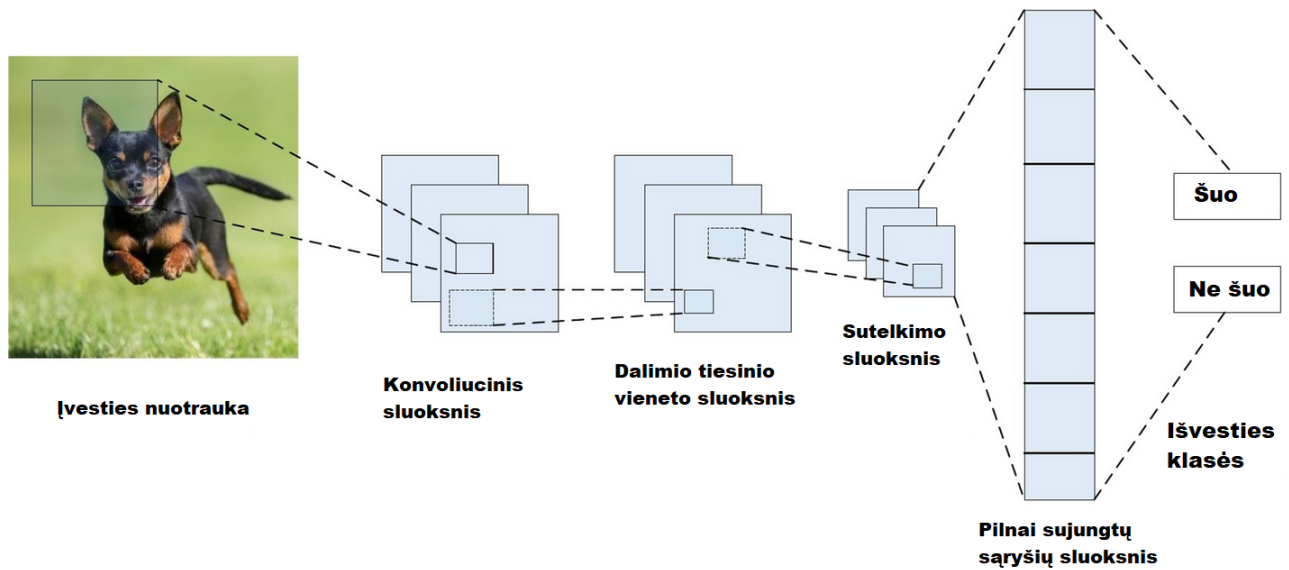 Įvesties nuotrauka
Konvoliucinis
sluoksnis
Dalimio tiesinio
vieneto sluoksnis
Sutelkimo
sluoksnis
Pilnai sujungtų
sąryšių sluoksnis
Šuo
Ne šuo
Išvesties
klasės